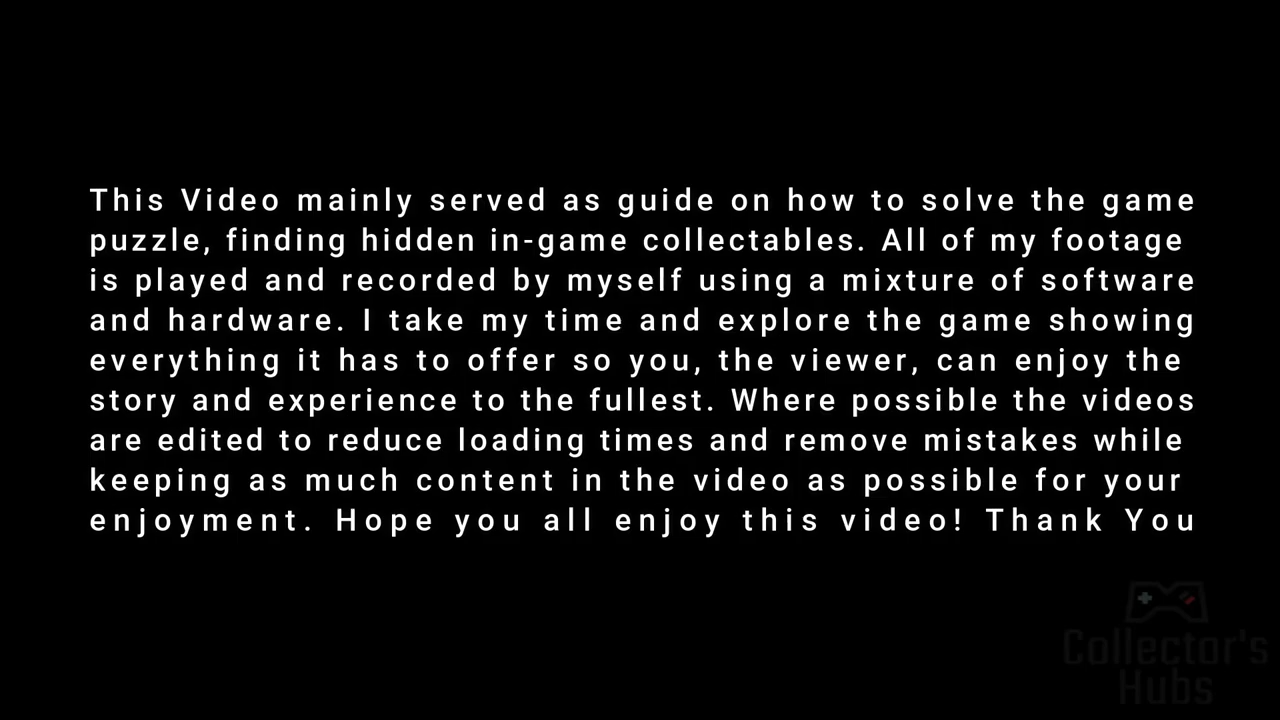 This Video mainly served as guide on how to solve the game
puzzle, finding hidden in-game collectables. All of my footage
is played and recorded by myself using a mixture of software
and hardware. I take my time and explore the game showing
everything it has to offer so you, the viewer, can enjoy the
story and experience to the fullest. Where possible the videos
are edited to reduce loading times and remove mistakes while
keeping as much content in the video as possible for your
enjoyment. Hope you all enjoy this video! Thank You
Collector's
Hubs